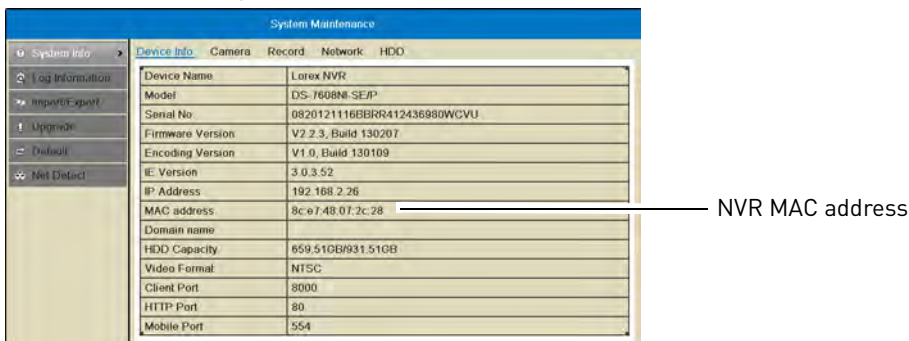 System Maintenance
System Info
Device Info Camera Record Network HDD
Log Information
Import/Export
Upgrade
Default
Net Detect
Device Name Lorex NVR
Model DS-7608NI-SE/P
Serial No 0820121116BBRR412436980WCVU
Firmware Version V2.2.3, Build 130207
Encoding Version V1.0, Build 130109
IE Version 3.0.3.52
IP Address 192.168.2.26
MAC address 8c:e7:48:07:2c:28
NVR MAC address
Domain name
HDD Capacity 659.51GB/931.51GB
Video Format NTSC
Client Port 8000
HTTP Port 80
Mobile Port 554